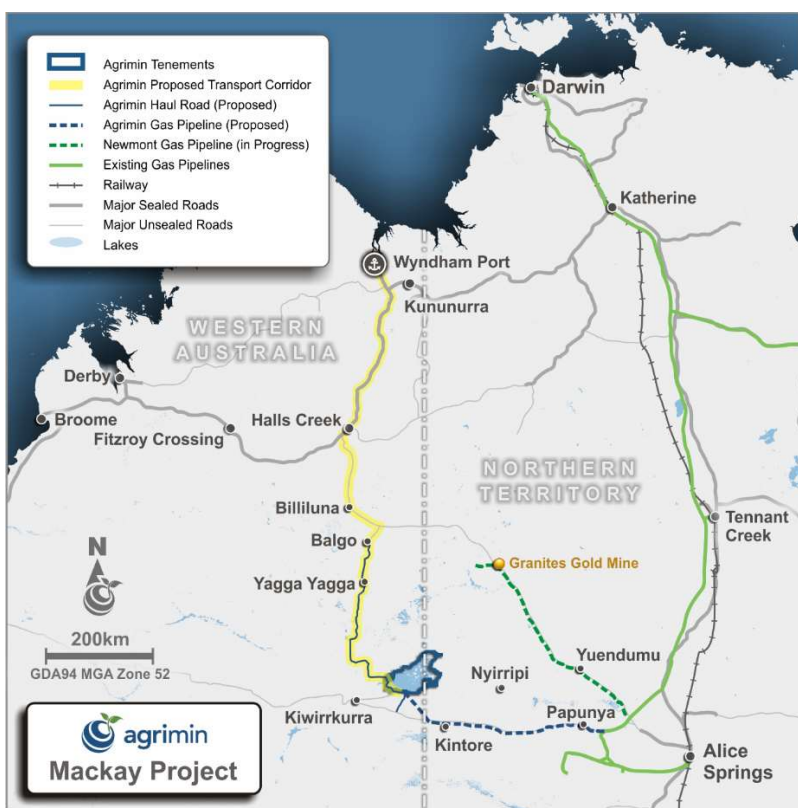 Agrimin Tenements
Agrimin Proposed Transport Corridor
Agrimin Haul Road (Proposed)
Agrimin Gas Pipeline (Proposed)
Newmont Gas Pipeline (in Progress)
Existing Gas Pipelines
Railway
Major Sealed Roads
Major Unsealed Roads
Lakes
Darwin
Katherine
Wyndham Port
Kununurra
WESTERN
AUSTRALIA
Derby
Broome
Fitzroy Crossing
Halls Creek
NORTHERN
TERRITORY
Billiluna
Tennant
Creek
Balgo
N
Granites Gold Mine
Yagga Yagga
200km
GDA94 MGA Zone 52
Yuendumu
Nyirripi
Kiwirrkurra
Papunya
Kintore
agrimin
Mackay Project
Alice
Springs